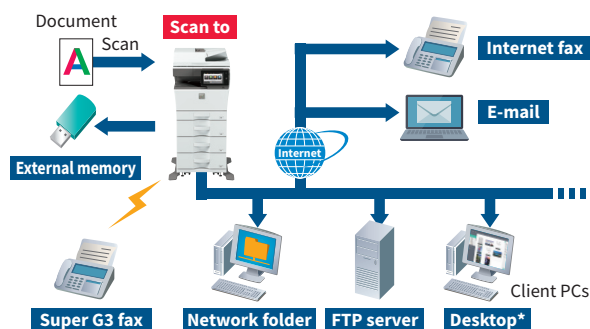 Document
Scan
Scan to
A
Internet fax
E-mail
Internet
External memory
Super G3 fax
Network folder
FTP server
Desktop*
Client PCs